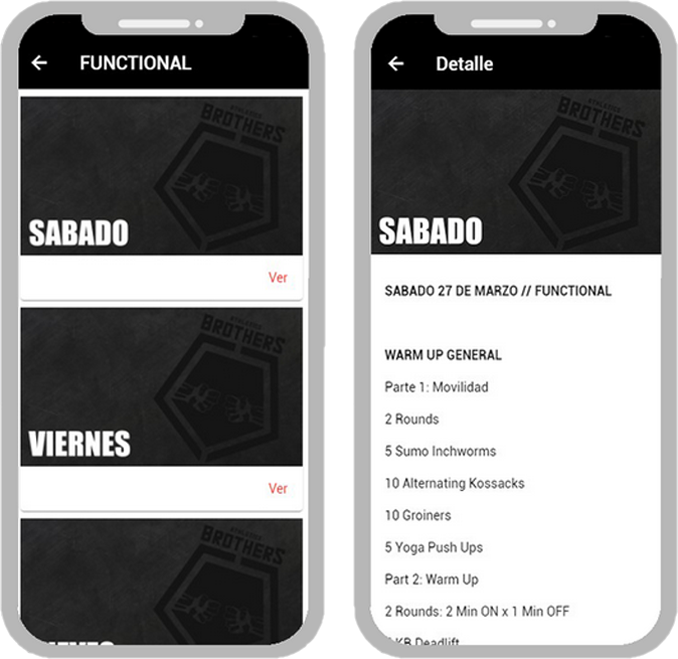 FUNCTIONAL
ATHLETES
BROTHERS
SABADO
Ver
ATHLETES
BROTHERS
VIERNES
Ver
ATHLETES
BROTHERS
Detalle
ATHLETES
BROTHERS
SABADO
SABADO 27 DE MARZO // FUNCTIONAL
WARM UP GENERAL
Parte 1: Movilidad
2 Rounds
5 Sumo Inchworms
10 Alternating Kossacks
10 Groiners
5 Yoga Push Ups
Part 2: Warm Up
2 Rounds: 2 Min ON x 1 Min OFF
KB Deadlift